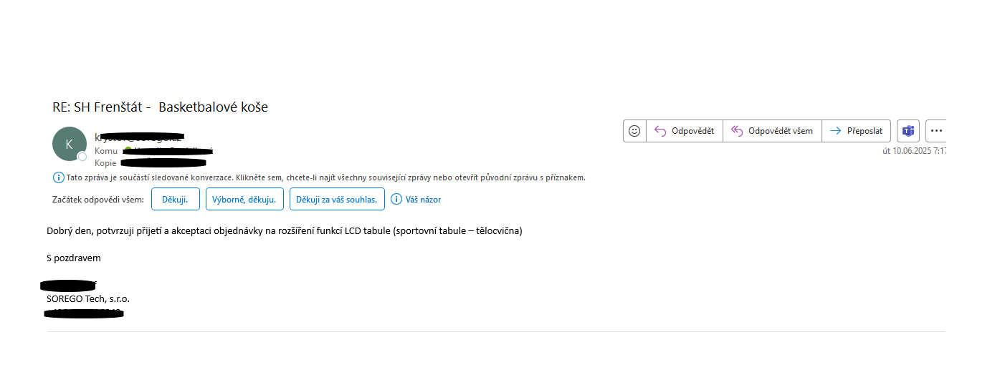 RE: SH Frenštát - Basketbalové koše
K
Odpovědět
Odpovědět všem
Přeposlat
Komu
Kopie
út 10.06.2025 7:17
Tato zpráva je součástí sledované konverzace. Klikněte sem, chcete-li najít všechny související zprávy nebo otevřít původní zprávu s příznakem.
Začátek odpovědi všem: Děkuji. Výborně, děkuju. Děkuji za váš souhlas. Váš názor
Dobrý den, potvrzuji přijetí a akceptaci objednávky na rozšíření funkcí LCD tabule (sportovní tabule – tělocvična)
S pozdravem
SOREGO Tech, s.r.o.